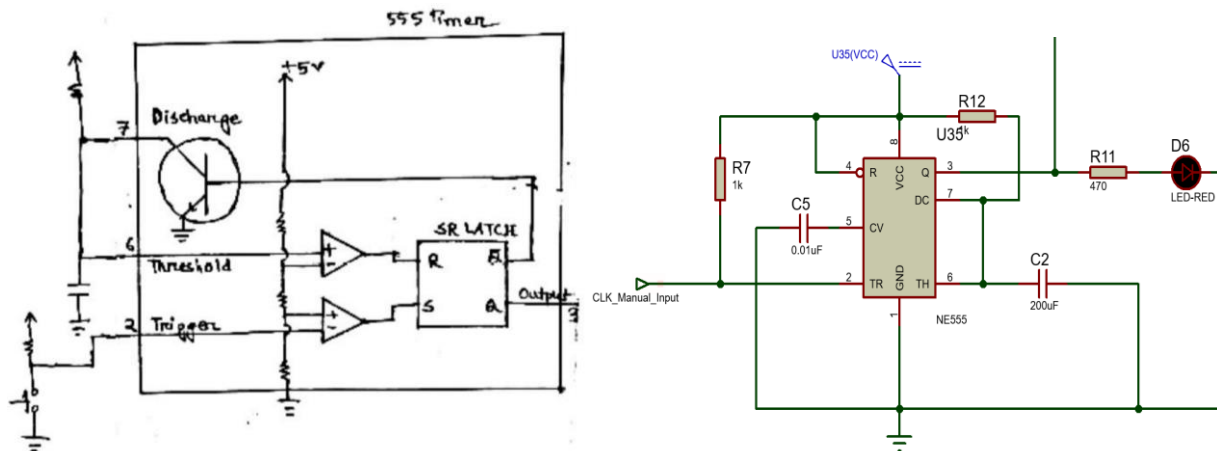 555 Timer
+5v
Discharge
7
6
Threshold
SR LATCH
R
Q̅
S
Q
Output
2
Trigger
+
-
+
-
U35(VCC)
R12
1k
U35
R7
1k
8
VCC
4
R
Q
3
DC
7
C5
0.01uF
5
CV
R11
470
D6
LED-RED
C2
200uF
CLK_Manual_Input
2
TR
GND
TH
6
1
NE555